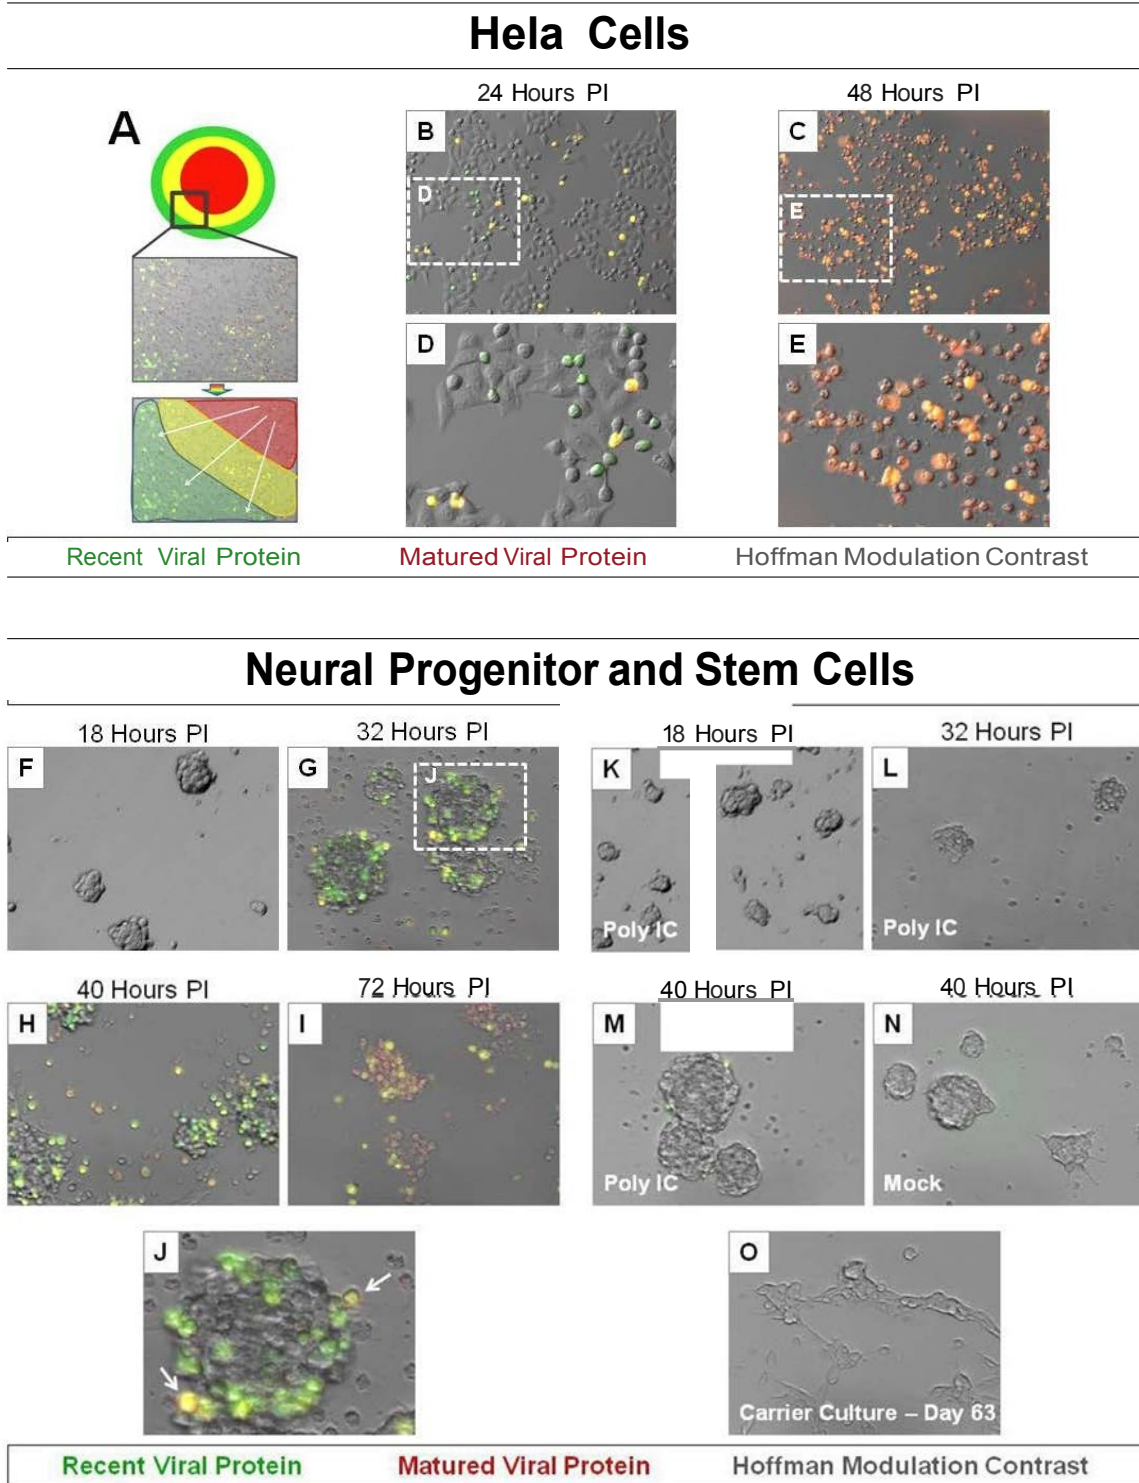 Hela Cells
24 Hours PI
48 Hours PI
A
B
C
D
E
D
E
Recent Viral Protein
Matured Viral Protein
Hoffman Modulation Contrast
Neural Progenitor and Stem Cells
18 Hours PI
32 Hours PI
18 Hours PI
32 Hours PI
F
G
J
K
L
Poly IC
Poly IC
40 Hours PI
72 Hours PI
40 Hours PI
40 Hours PI
H
I
M
N
Poly IC
Mock
J
O
Carrier Culture – Day 63
Recent Viral Protein
Matured Viral Protein
Hoffman Modulation Contrast